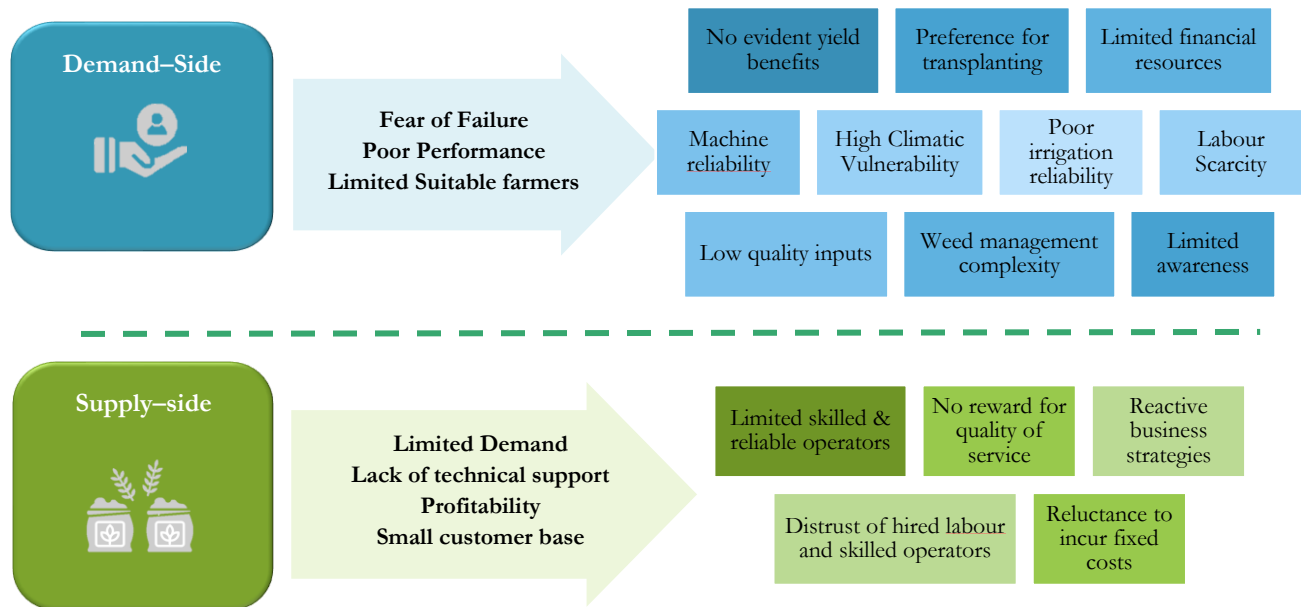 Demand–Side
Fear of Failure
Poor Performance
Limited Suitable farmers
No evident yield
benefits
Preference for
transplanting
Limited financial
resources
Machine
reliability
High Climatic
Vulnerability
Poor
irrigation
reliability
Labour
Scarcity
Low quality inputs
Weed management
complexity
Limited
awareness
Supply–side
Limited Demand
Lack of technical support
Profitability
Small customer base
Limited skilled &
reliable operators
No reward for
quality of
service
Reactive
business
strategies
Distrust of hired labour
and skilled operators
Reluctance to
incur fixed
costs